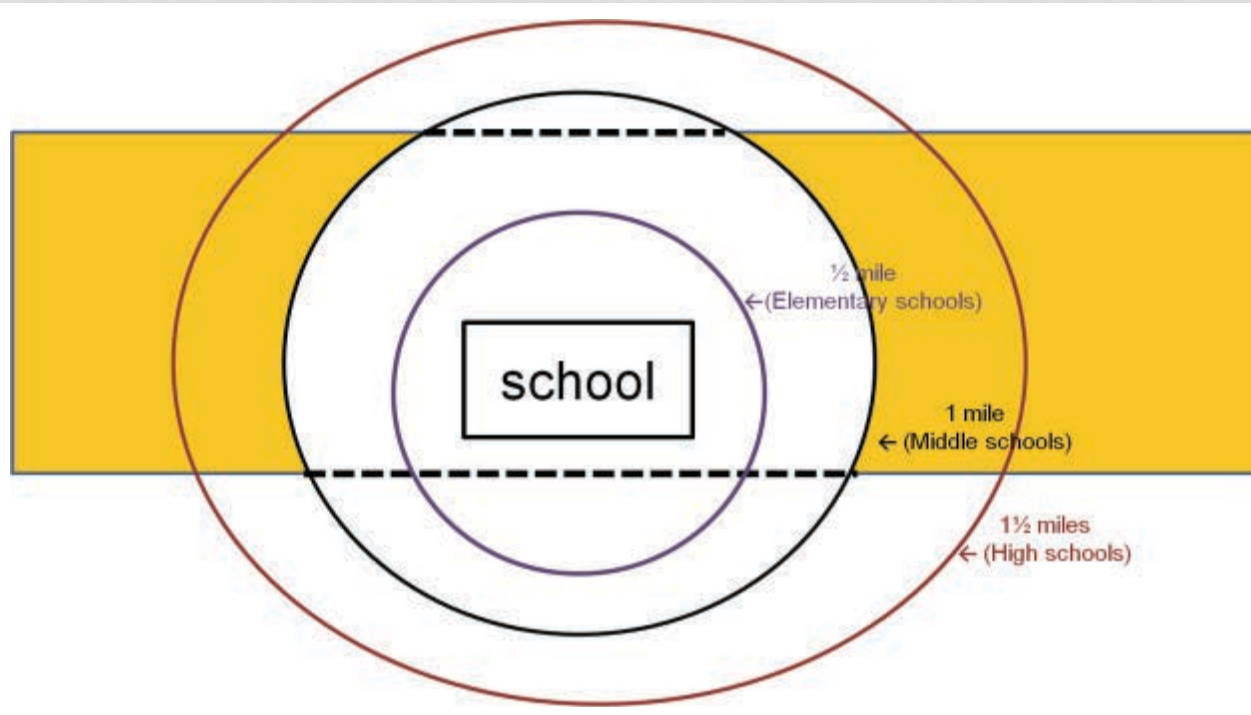 ½ mile
←(Elementary schools)
school
1 mile
← (Middle schools)
1½ miles
← (High schools)